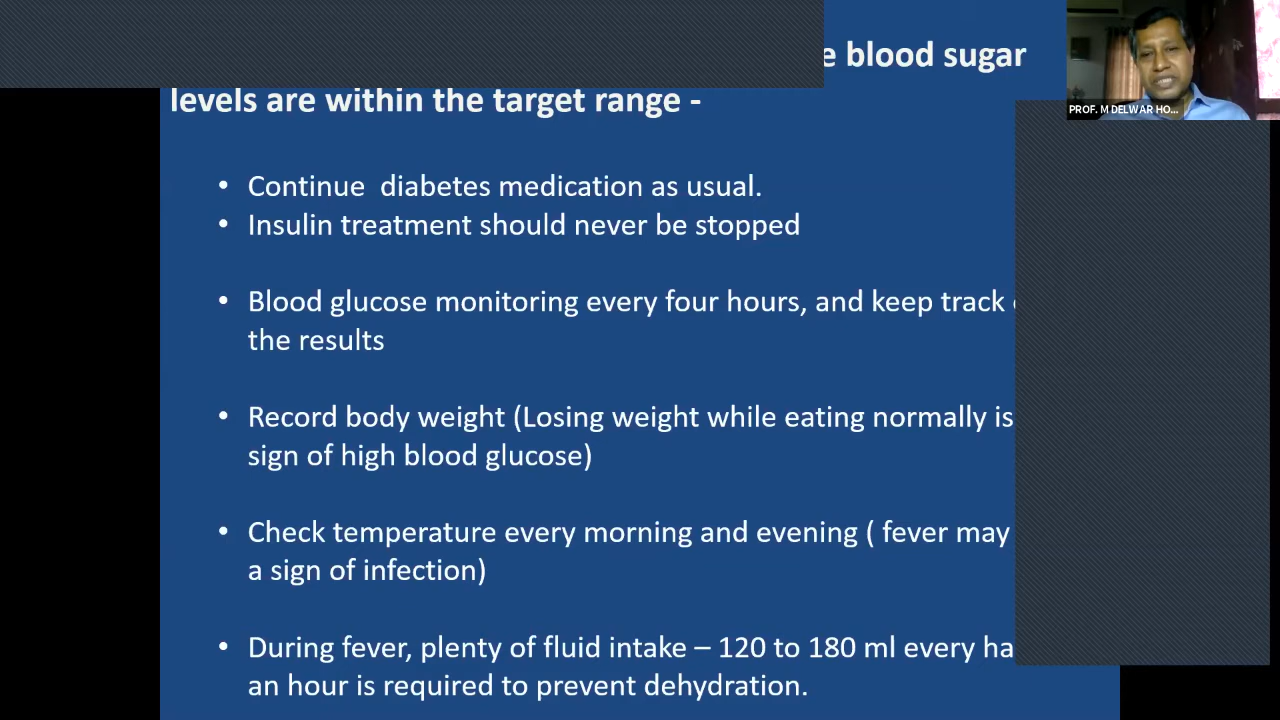 blood sugar
levels are within the target range -
• Continue diabetes medication as usual.
• Insulin treatment should never be stopped
• Blood glucose monitoring every four hours, and keep track
the results
• Record body weight (Losing weight while eating normally is
sign of high blood glucose)
• Check temperature every morning and evening ( fever may
a sign of infection)
• During fever, plenty of fluid intake – 120 to 180 ml every ha
an hour is required to prevent dehydration.
PROF. M DELWAR HO...